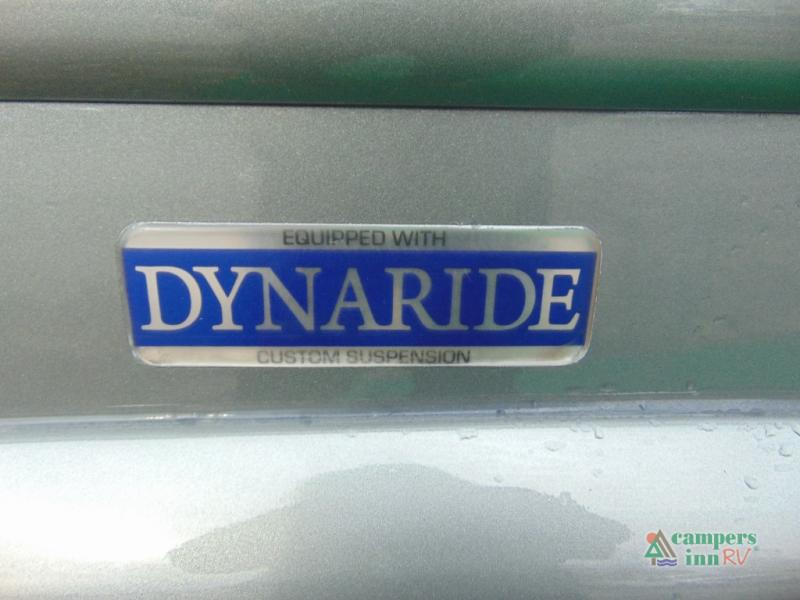 EQUIPPED WITH
DYNARIDE
CUSTOM SUSPENSION
campers
inn RV